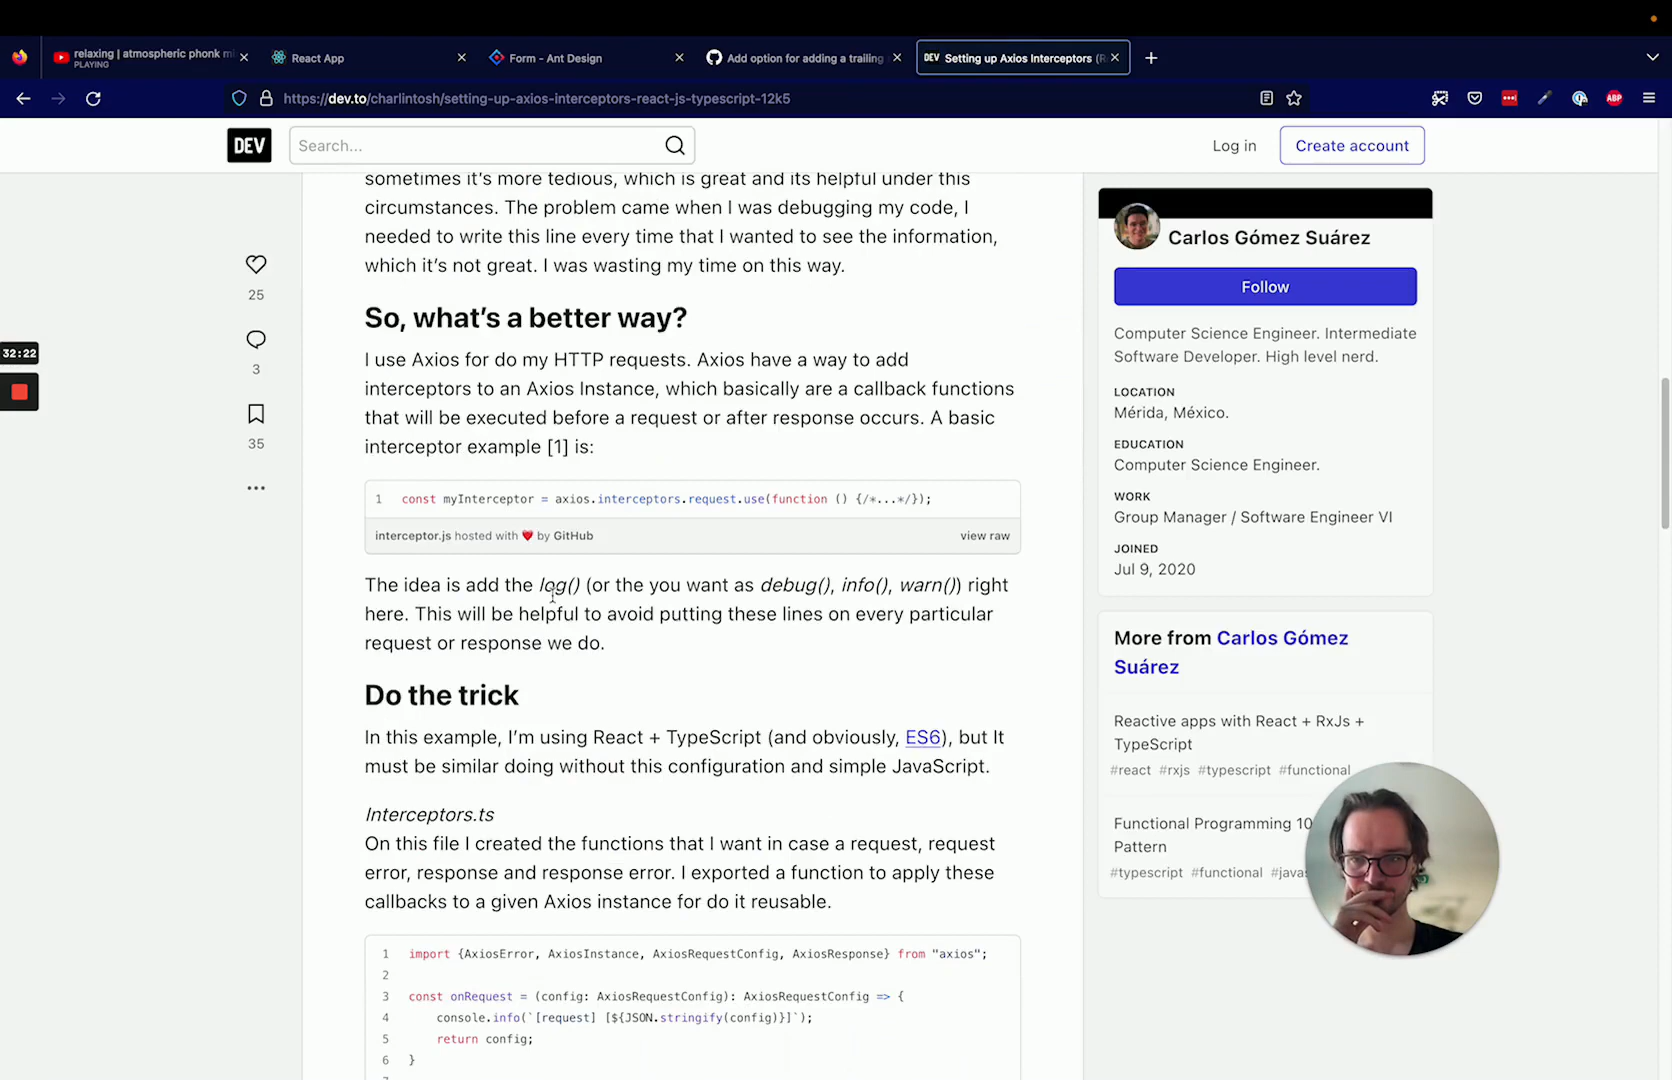 relaxing | atmospheric phonk m
PLAYING
React App
Form - Ant Design
Add option for adding a trailing
DEV Setting up Axios Interceptors (R
https://dev.to/charlintosh/setting-up-axios-interceptors-react-js-typescript-12k5
ABP
DEV
Search...
Log in
Create account
25
3
35
32:22
sometimes it's more tedious, which is great and its helpful under this
circumstances. The problem came when I was debugging my code, I
needed to write this line every time that I wanted to see the information,
which it's not great. I was wasting my time on this way.
So, what's a better way?
I use Axios for do my HTTP requests. Axios have a way to add
interceptors to an Axios Instance, which basically are a callback functions
that will be executed before a request or after response occurs. A basic
interceptor example [1] is:
1 const myInterceptor = axios.interceptors.request.use(function () {/*...*/});
interceptor.js hosted with ❤ by GitHub
view raw
The idea is add the log() (or the you want as debug(), info(), warn()) right
here. This will be helpful to avoid putting these lines on every particular
request or response we do.
Do the trick
In this example, I'm using React + TypeScript (and obviously, ES6), but It
must be similar doing without this configuration and simple JavaScript.
Interceptors.ts
On this file I created the functions that I want in case a request, request
error, response and response error. I exported a function to apply these
callbacks to a given Axios instance for do it reusable.
1 import {AxiosError, AxiosInstance, AxiosRequestConfig, AxiosResponse} from "axios";
2
3 const onRequest = (config: AxiosRequestConfig): AxiosRequestConfig => {
4 console.info(`[request] [${JSON.stringify(config)}]`);
5 return config;
6 }
Carlos Gómez Suárez
Follow
Computer Science Engineer. Intermediate
Software Developer. High level nerd.
LOCATION
Mérida, México.
EDUCATION
Computer Science Engineer.
WORK
Group Manager / Software Engineer VI
JOINED
Jul 9, 2020
More from Carlos Gómez
Suárez
Reactive apps with React + RxJs +
TypeScript
#react #rxjs #typescript #functional
Functional Programming 10
Pattern
#typescript #functional #javas